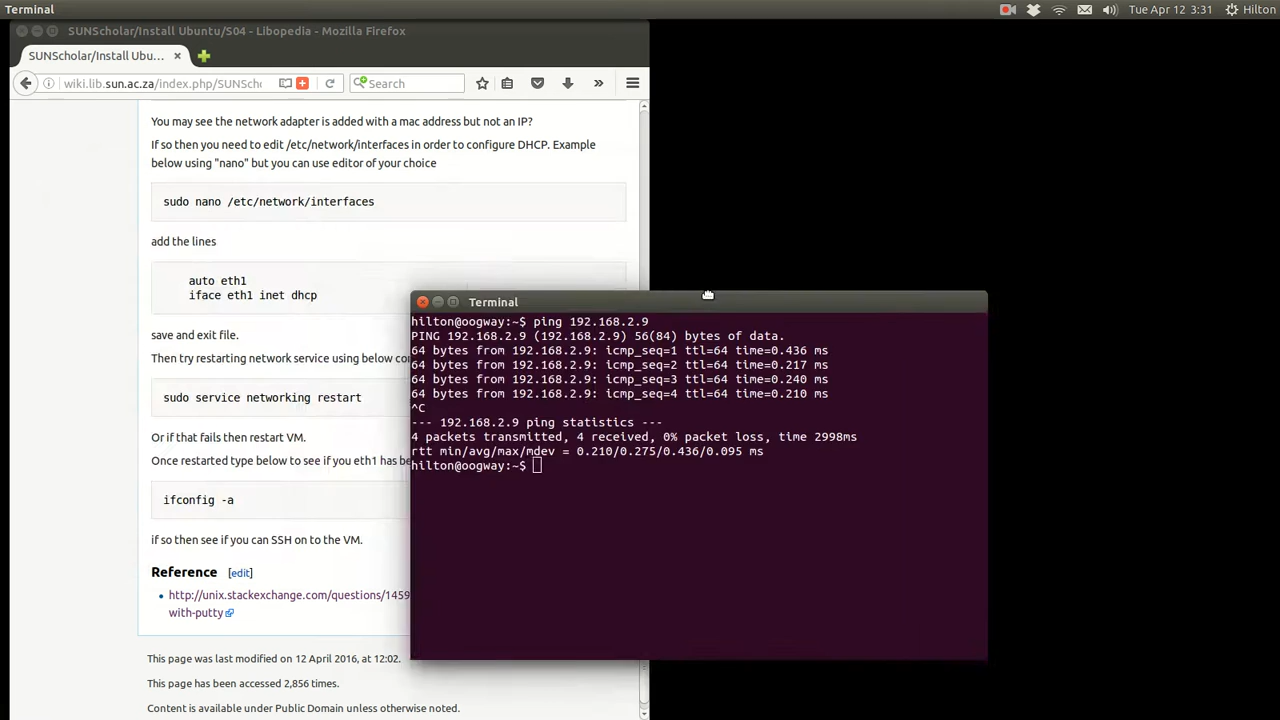 Terminal
Tue Apr 12 3:31
Hilton
SUNScholar/Install Ubuntu/S04 - Libopedia - Mozilla Firefox
SUNScholar/Install Ubu...
wiki.lib.sun.ac.za/index.php/SUNSch
Search
You may see the network adapter is added with a mac address but not an IP?
If so then you need to edit /etc/network/interfaces in order to configure DHCP. Example
below using "nano" but you can use editor of your choice
sudo nano /etc/network/interfaces
add the lines
auto eth1
iface eth1 inet dhcp
save and exit file.
Then try restarting network service using below co
sudo service networking restart
Or if that fails then restart VM.
Once restarted type below to see if you eth1 has be
ifconfig -a
if so then see if you can SSH on to the VM.
Reference [edit]
http://unix.stackexchange.com/questions/1459
with-putty
This page was last modified on 12 April 2016, at 12:02.
This page has been accessed 2,856 times.
Content is available under Public Domain unless otherwise noted.
Terminal
hilton@oogway:~$ ping 192.168.2.9
PING 192.168.2.9 (192.168.2.9) 56(84) bytes of data.
64 bytes from 192.168.2.9: icmp_seq=1 ttl=64 time=0.436 ms
64 bytes from 192.168.2.9: icmp_seq=2 ttl=64 time=0.217 ms
64 bytes from 192.168.2.9: icmp_seq=3 ttl=64 time=0.240 ms
64 bytes from 192.168.2.9: icmp_seq=4 ttl=64 time=0.210 ms
^C
--- 192.168.2.9 ping statistics ---
4 packets transmitted, 4 received, 0% packet loss, time 2998ms
rtt min/avg/max/mdev = 0.210/0.275/0.436/0.095 ms
hilton@oogway:~$